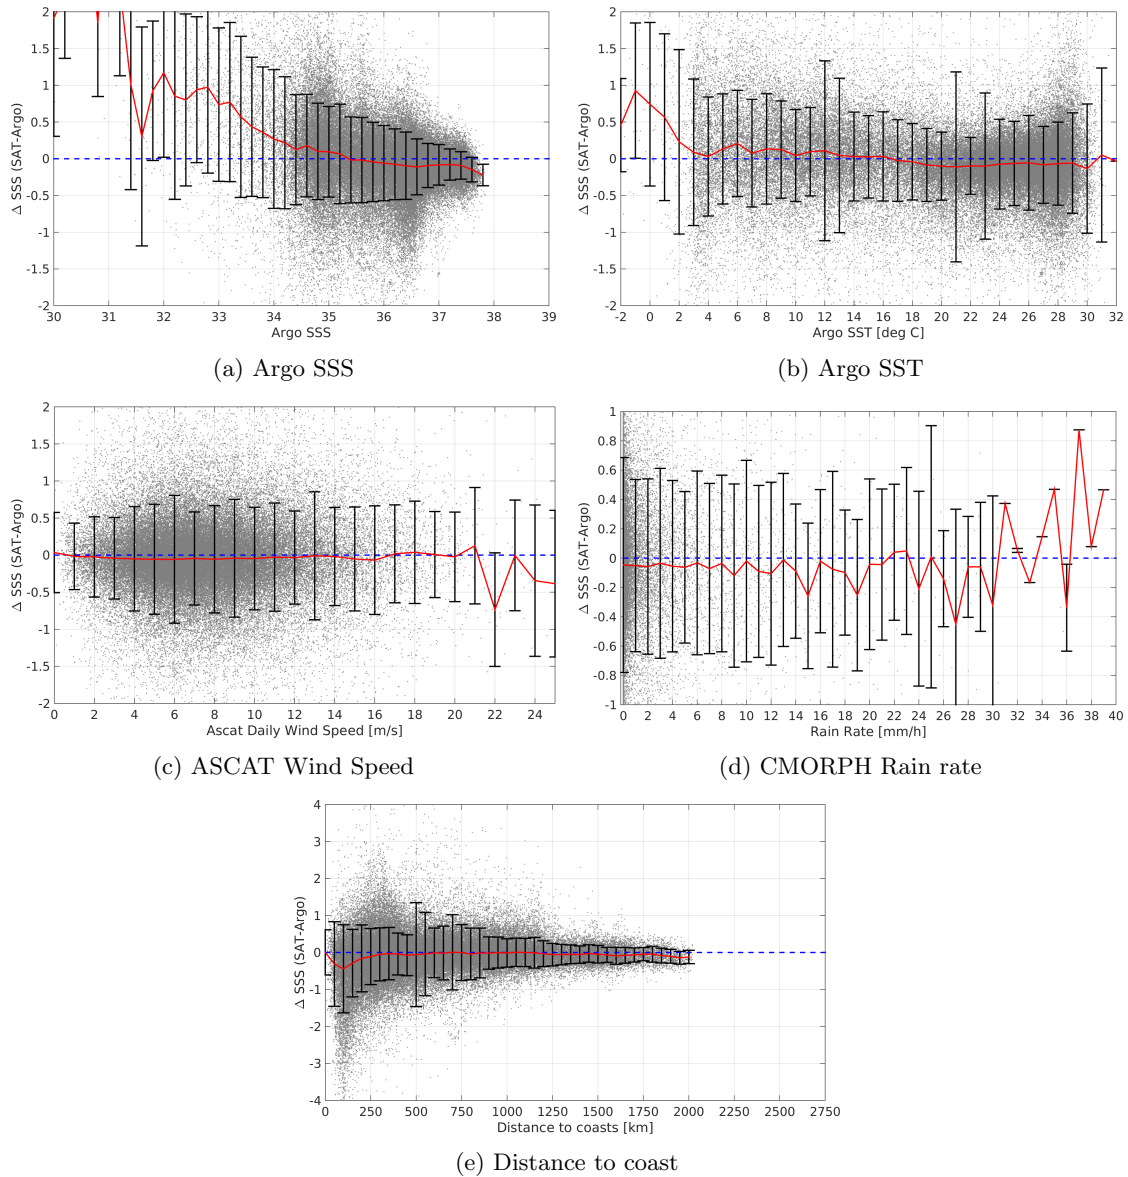 2
1.5
1
0.5
0
-0.5
-1
-1.5
-2
Δ SSS (SAT-Argo)
30 31 32 33 34 35 36 37 38 39
Argo SSS
(a) Argo SSS
2
1.5
1
0.5
0
-0.5
-1
-1.5
-2
Δ SSS (SAT-Argo)
-2 0 2 4 6 8 10 12 14 16 18 20 22 24 26 28 30 32
Argo SST [deg C]
(b) Argo SST
2
1.5
1
0.5
0
-0.5
-1
-1.5
-2
Δ SSS (SAT-Argo)
0 2 4 6 8 10 12 14 16 18 20 22 24
Ascat Daily Wind Speed [m/s]
(c) ASCAT Wind Speed
1
0.8
0.6
0.4
0.2
0
-0.2
-0.4
-0.6
-0.8
-1
Δ SSS (SAT-Argo)
0 2 4 6 8 10 12 14 16 18 20 22 24 26 28 30 32 34 36 38 40
Rain Rate [mm/h]
(d) CMORPH Rain rate
4
3
2
1
0
-1
-2
-3
-4
Δ SSS (SAT-Argo)
0 250 500 750 1000 1250 1500 1750 2000 2250 2500 2750
Distance to coasts [km]
(e) Distance to coast